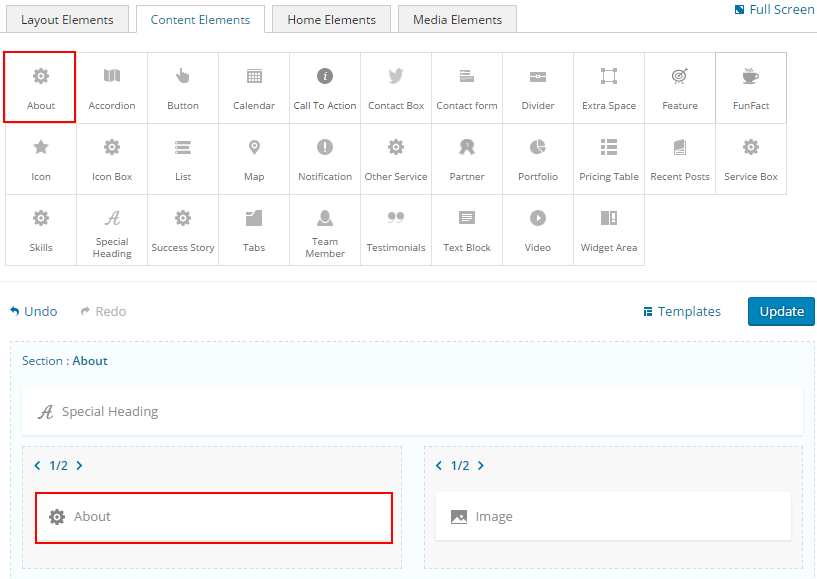 Full Screen
Layout Elements Content Elements Home Elements Media Elements
About Accordion Button Calendar Call To Action Contact Box Contact form Divider Extra Space Feature FunFact
Icon Icon Box List Map Notification Other Service Partner Portfolio Pricing Table Recent Posts Service Box
Skills Special Heading Success Story Tabs Team Member Testimonials Text Block Video Widget Area
Undo Redo Templates Update
Section : About
Special Heading
1/2 1/2
About Image